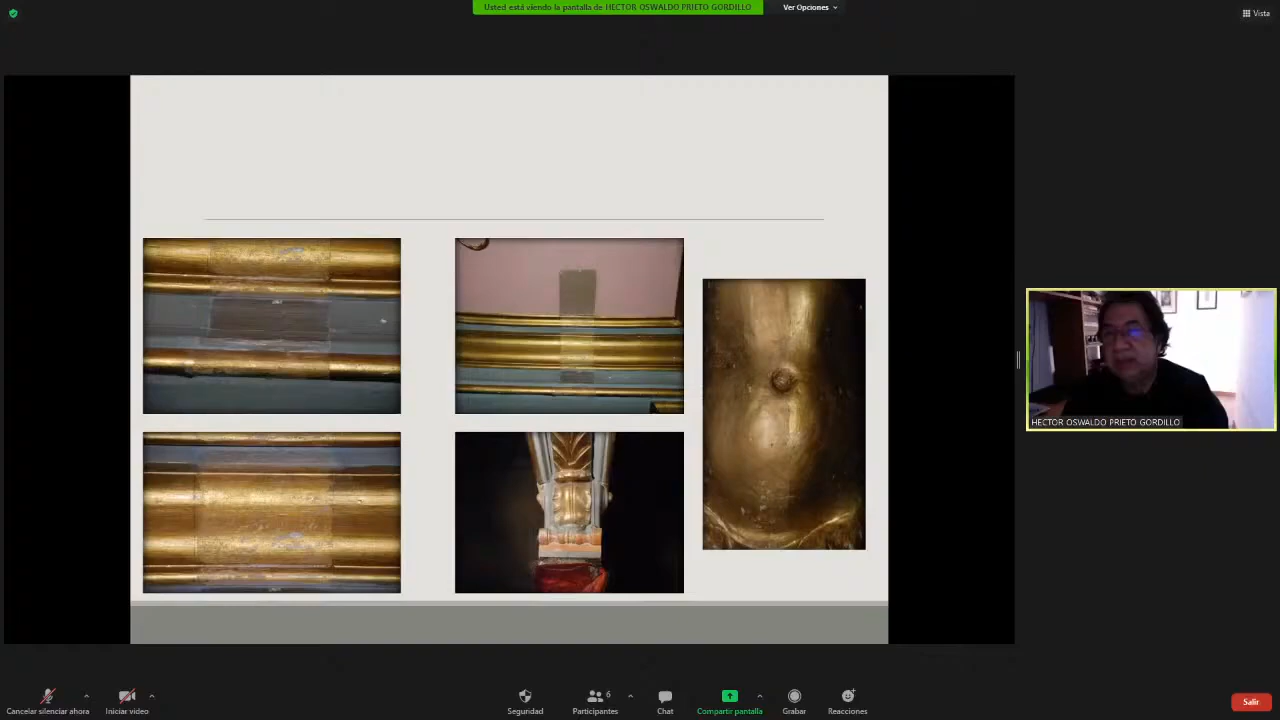 Usted está viendo la pantalla de HECTOR OSWALDO PRIETO GORDILLO
Ver Opciones
Vista
HECTOR OSWALDO PRIETO GORDILLO
Cancelar silenciar ahora
Iniciar video
Seguridad
Participantes
6
Chat
Compartir pantalla
Grabar
Reacciones
Salir